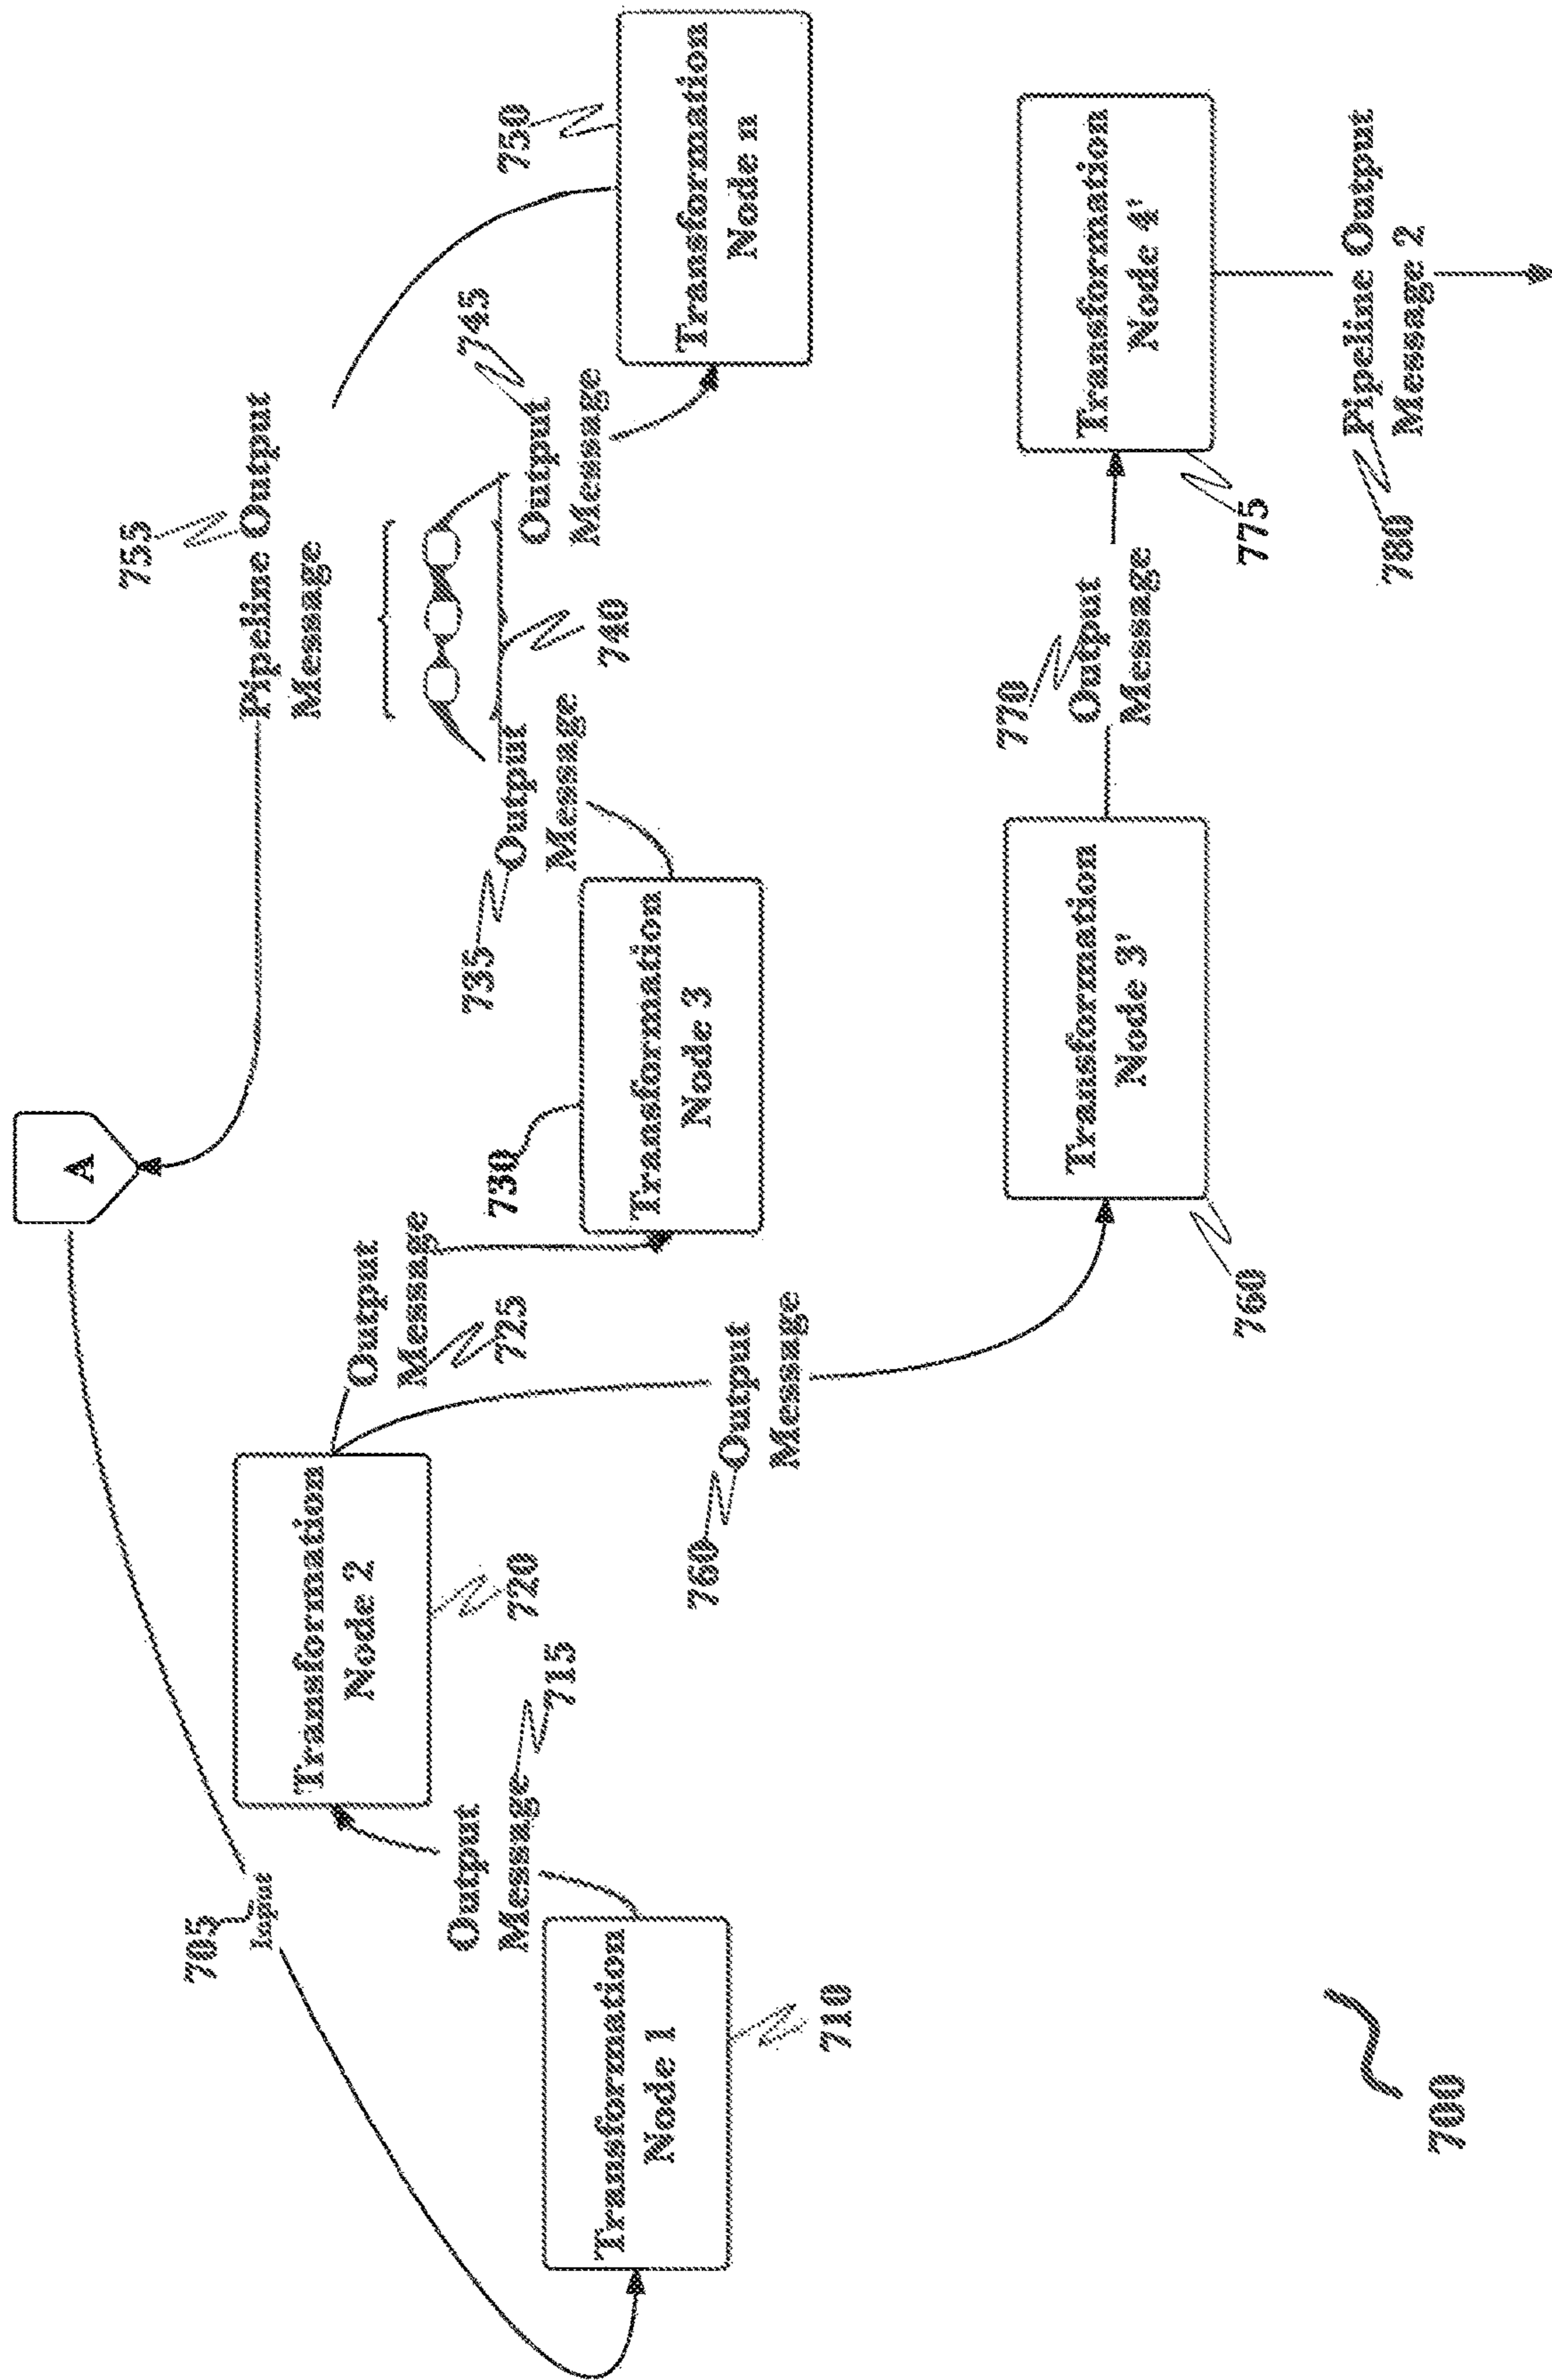 A
755
Pipeline Output
Message
705
Input
Transformation
Node 2
720
Output
Message
725
Output
Message
715
Transformation
Node 1
710
730
Transformation
Node 3
735
Output
Message
740
745
Output
Message
750
Transformation
Node n
760
Output
Message
Transformation
Node 3'
760
770
Output
Message
Transformation
Node 4'
775
780
Pipeline Output
Message 2
700